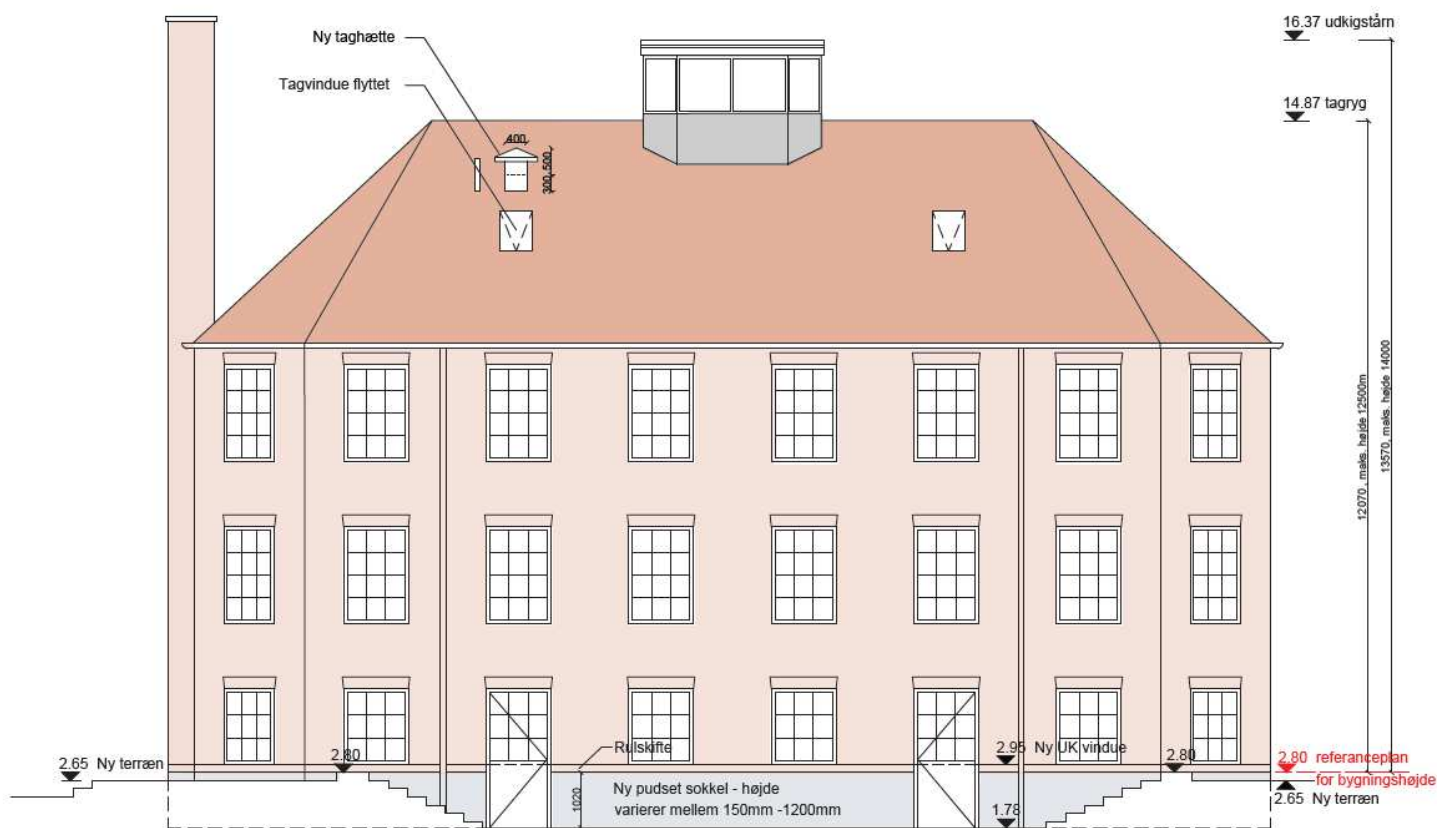 16.37 udkigstårn
Ny taghætte
Tagvindue flyttet
14.87 tagryg
400
300 500
12070 , maks. højde 12500m
13570, maks. højde 14000
2.65 Ny terræn
2.80
Rulskifte
2.95 Ny UK vindue
2.80
2.80 referanceplan
for bygningshøjde
2.65 Ny terræn
1020
Ny pudset sokkel - højde
varierer mellem 150mm -1200mm
1.78